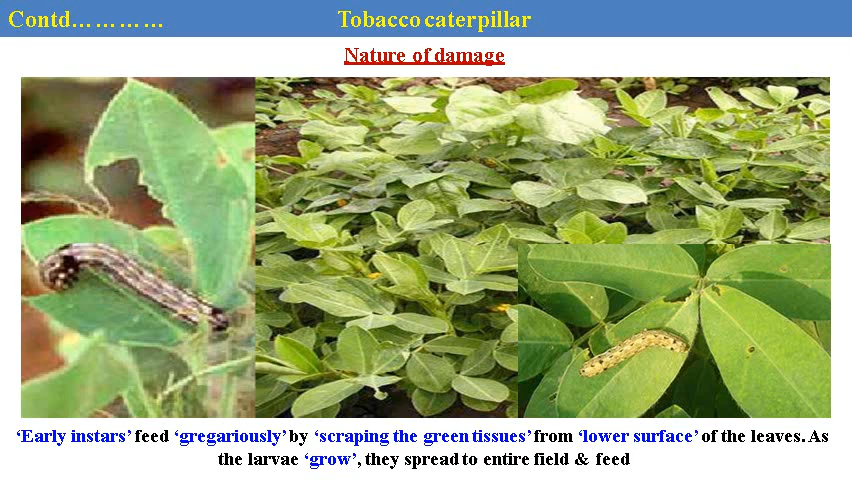 Contd………… Tobacco caterpillar
Nature of damage
‘Early instars’ feed ‘gregariously’ by ‘scraping the green tissues’ from ‘lower surface’ of the leaves. As
the larvae ‘grow’, they spread to entire field & feed